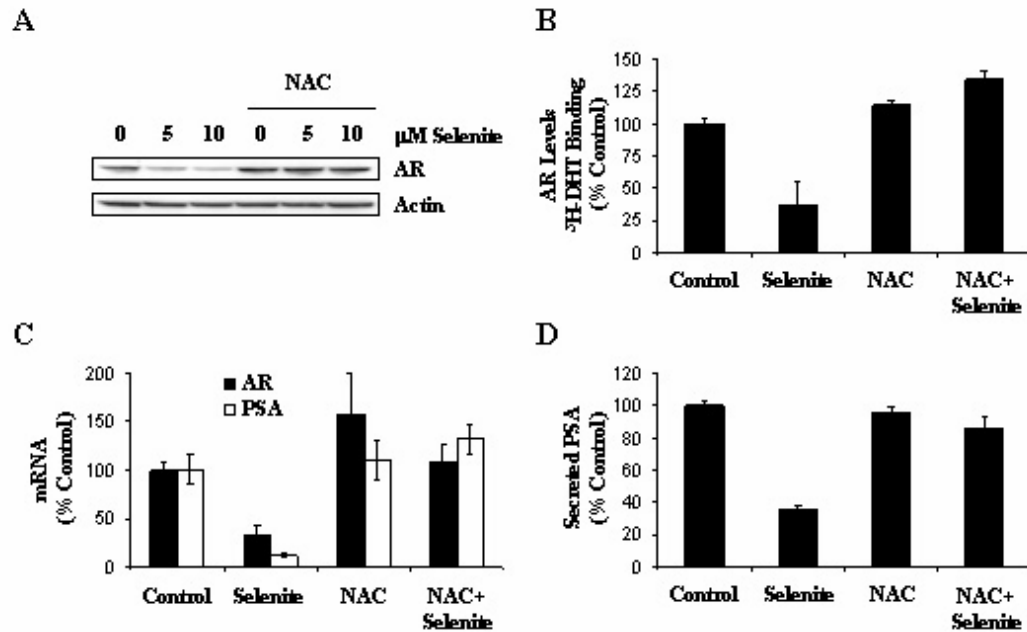 A
NAC
0 5 10 0 5 10 μM Selenite
AR
Actin
B
AR Levels
³H-DHT Binding
(% Control)
150
125
100
75
50
25
0
Control Selenite NAC NAC+
Selenite
C
mRNA
(% Control)
200
150
100
50
0
AR
PSA
Control Selenite NAC NAC+
Selenite
D
Secreted PSA
(% Control)
120
100
80
60
40
20
0
Control Selenite NAC NAC+
Selenite